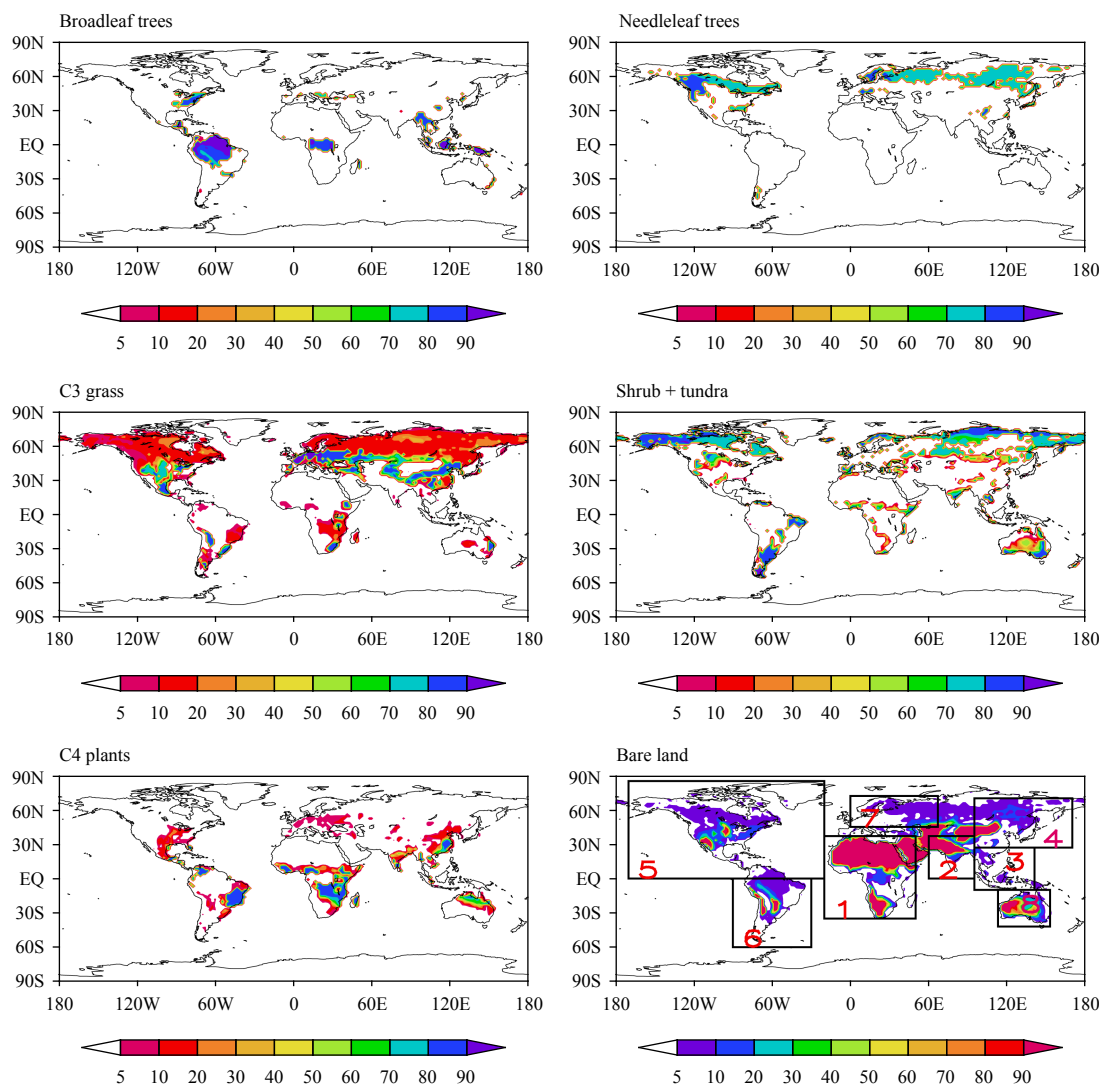 Broadleaf trees
Needleleaf trees
90N
60N
30N
EQ
30S
60S
90S
180 120W 60W 0 60E 120E 180
5 10 20 30 40 50 60 70 80 90
90N
60N
30N
EQ
30S
60S
90S
180 120W 60W 0 60E 120E 180
5 10 20 30 40 50 60 70 80 90
C3 grass
Shrub + tundra
90N
60N
30N
EQ
30S
60S
90S
180 120W 60W 0 60E 120E 180
5 10 20 30 40 50 60 70 80 90
90N
60N
30N
EQ
30S
60S
90S
180 120W 60W 0 60E 120E 180
5 10 20 30 40 50 60 70 80 90
C4 plants
Bare land
90N
60N
30N
EQ
30S
60S
90S
180 120W 60W 0 60E 120E 180
5 10 20 30 40 50 60 70 80 90
90N
60N
30N
EQ
30S
60S
90S
7
4
5
2
3
1
8
6
180 120W 60W 0 60E 120E 180
5 10 20 30 40 50 60 70 80 90